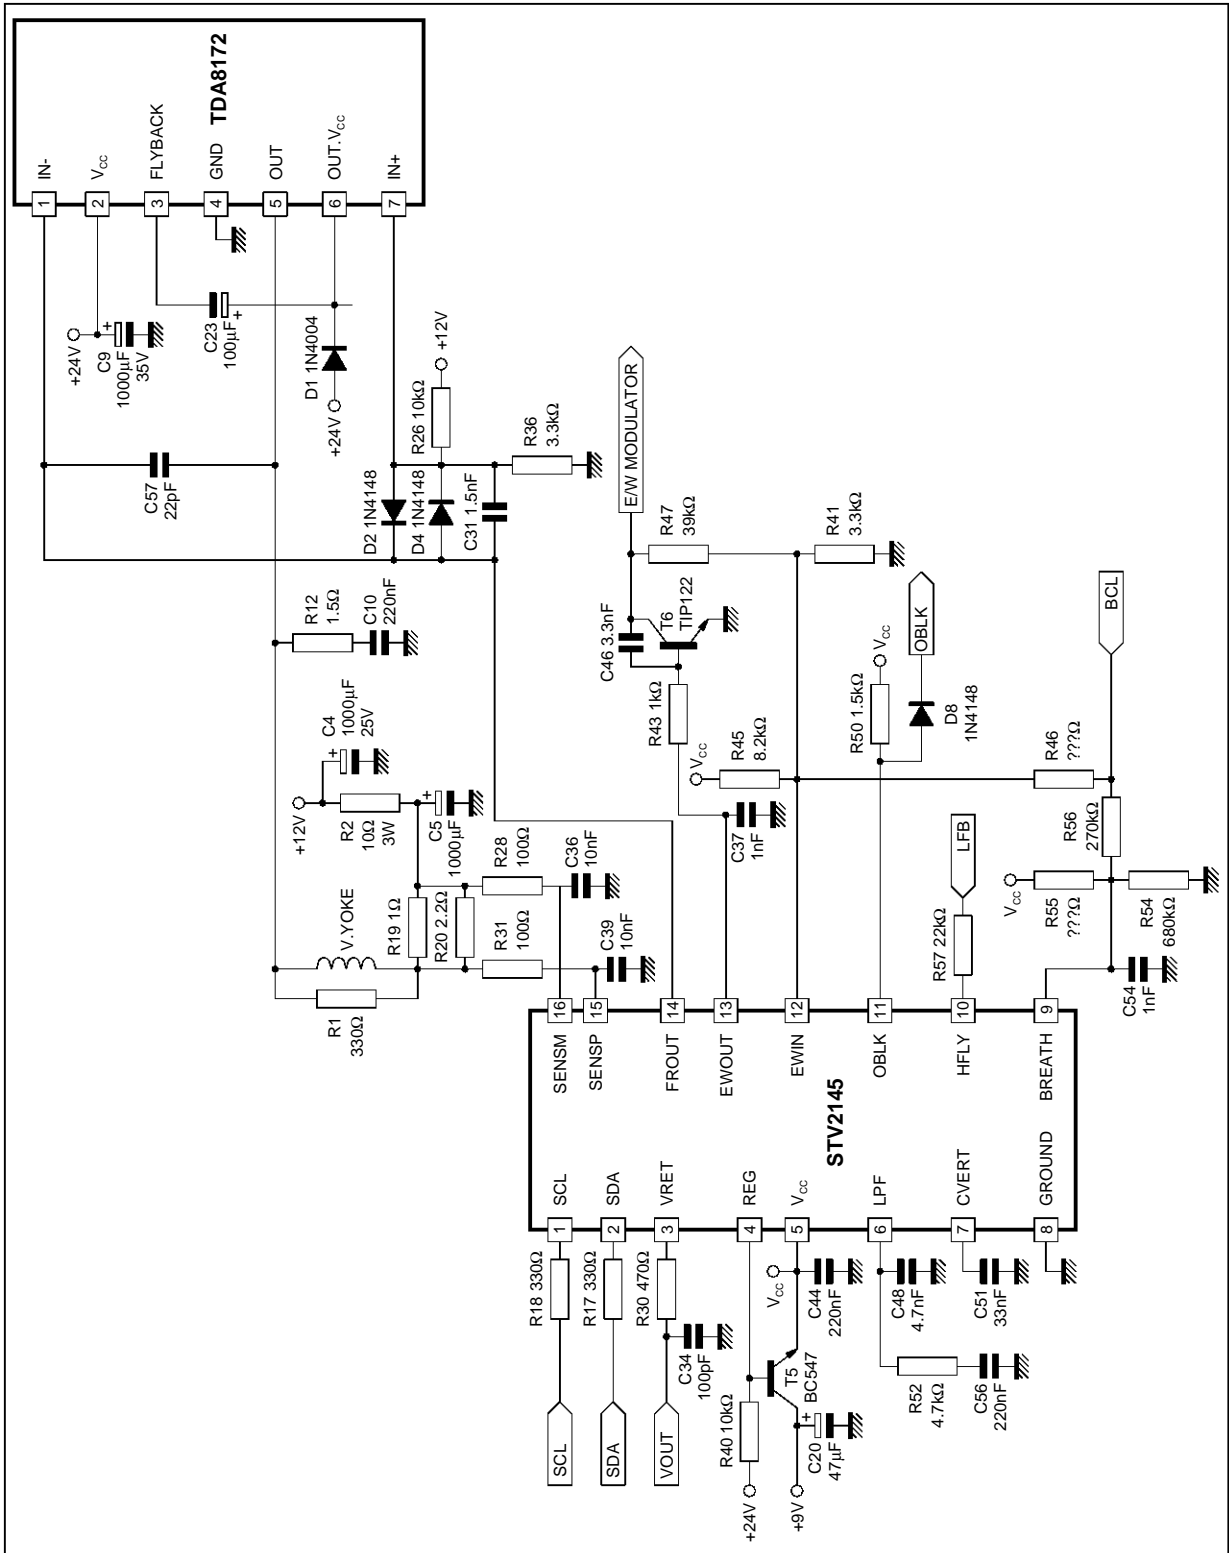 TDA8172
IN-
V_CC
FLYBACK
GND
OUT
OUT.V_CC
IN+
1
2
3
4
5
6
7
+24V
C9
1000µF
35V
C23
100µF
+
+
D1 1N4004
+24V
C57
22pF
R26 10kΩ
+12V
D2 1N4148
D4 1N4148
C31 1.5nF
R36
3.3kΩ
R12
1.5Ω
C10
220nF
E/W MODULATOR
R47
39kΩ
R41
3.3kΩ
C46 3.3nF
T6
TIP122
R43 1kΩ
R45
8.2kΩ
V_CC
C37
1nF
OBLK
V_CC
R50 1.5kΩ
D8
1N4148
BCL
R46
???Ω
R56
270kΩ
V_CC
R55
???Ω
R54
680kΩ
C54
1nF
LFB
R57 22kΩ
+12V
+
C4
1000µF
25V
R2
10Ω
3W
+
C5
1000µF
V.YOKE
R1
330Ω
R19 1Ω
R20 2.2Ω
R28
100Ω
C36
10nF
R31
100Ω
C39
10nF
16
15
14
13
12
11
10
9
SENSM
SENSP
FROUT
EWOUT
EWIN
OBLK
HFLY
BREATH
STV2145
SCL
SDA
VRET
REG
V_CC
LPF
CVERT
GROUND
1
2
3
4
5
6
7
8
R18 330Ω
R17 330Ω
R30 470Ω
C34
100pF
SCL
SDA
VOUT
R40 10kΩ
+24V
+9V
T5
BC547
+
C20
47µF
V_CC
C44
220nF
C48
4.7nF
R52
4.7kΩ
C56
220nF
C51
33nF